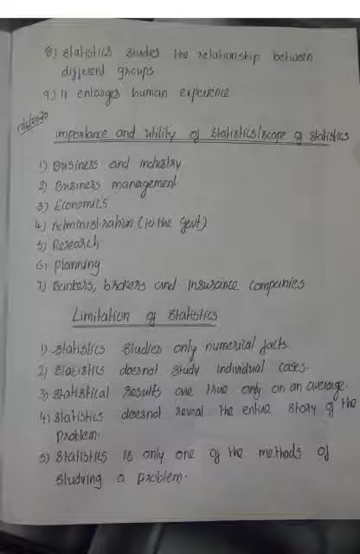 8) Statistics studies the relationship between
different groups
9) It enlarges human experience
Importance and utility of Statistics/scope of Statistics
1) Business and industry
2) Business management
3) Economics
4) Administration (to the govt)
5) Research
6) planning
7) Bankers, brokers and Insurance companies
Limitation of Statistics
1) Statistics studies only numerical facts.
2) Statistics doesnot study individual cases.
3) Statistical Results are true only on an average.
4) Statistics doesnot reveal the entire story of the
Problem.
5) Statistics is only one of the methods of
studying a problem.